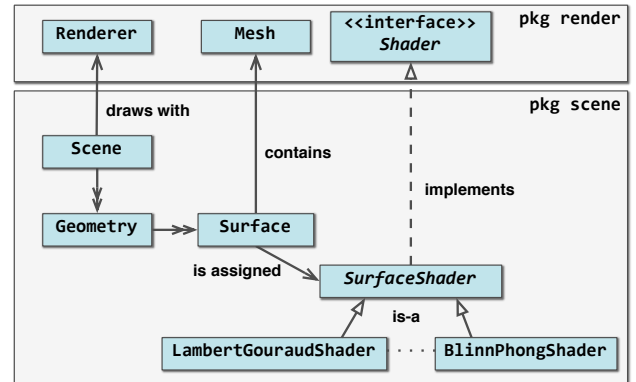 pkg render
Renderer
Mesh
<<interface>>
Shader
pkg scene
draws with
Scene
contains
implements
Geometry
Surface
is assigned
SurfaceShader
is-a
LambertGouraudShader
BlinnPhongShader